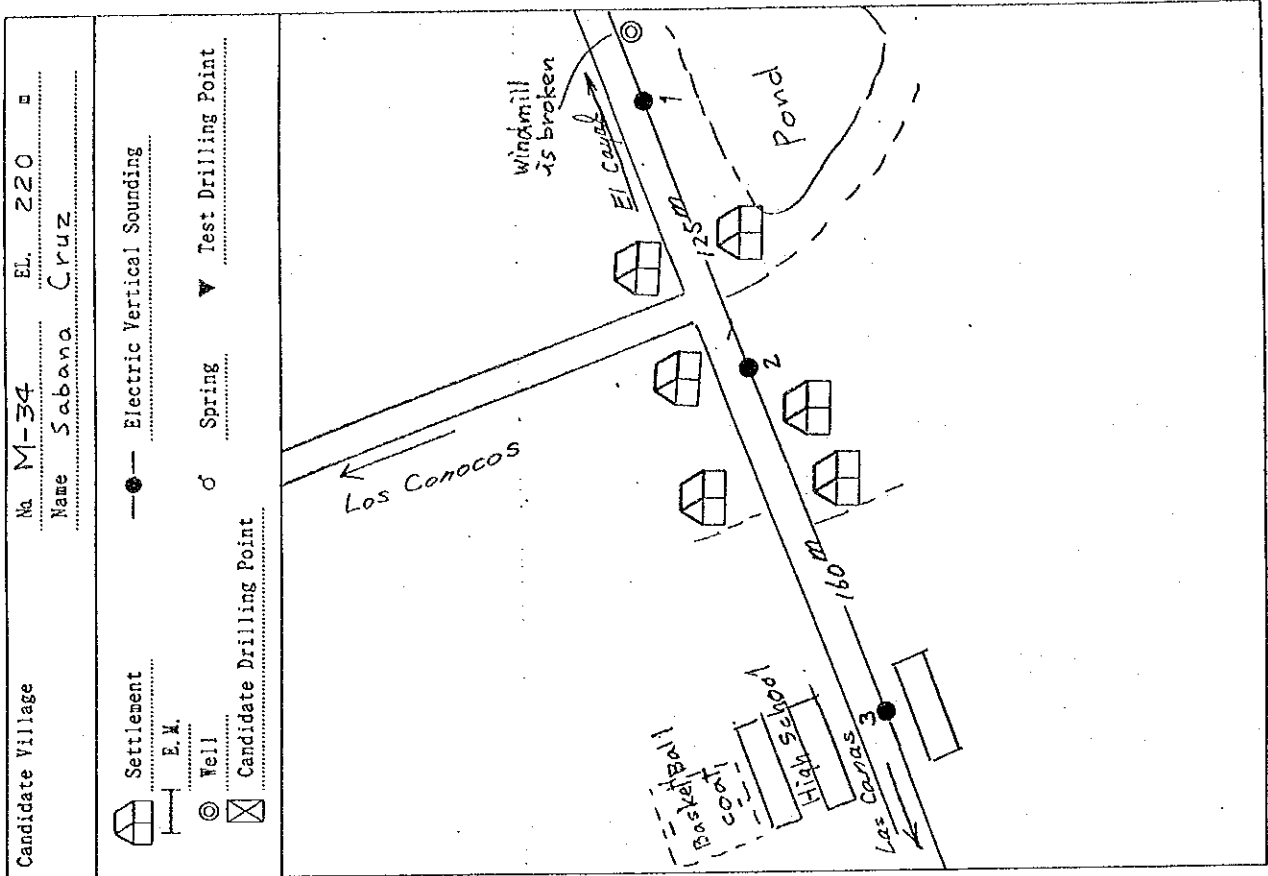 Candidate Village
No M-34 EL. 220 m
Name Sabana Cruz
Settlement
E.M.
Well
Candidate Drilling Point
Electric Vertical Sounding
Spring
Test Drilling Point
Windmill
is broken
El Cayal
1
Pond
125m
2
Los Conocos
160m
BasketBall
coat
High School
3
Las Canas